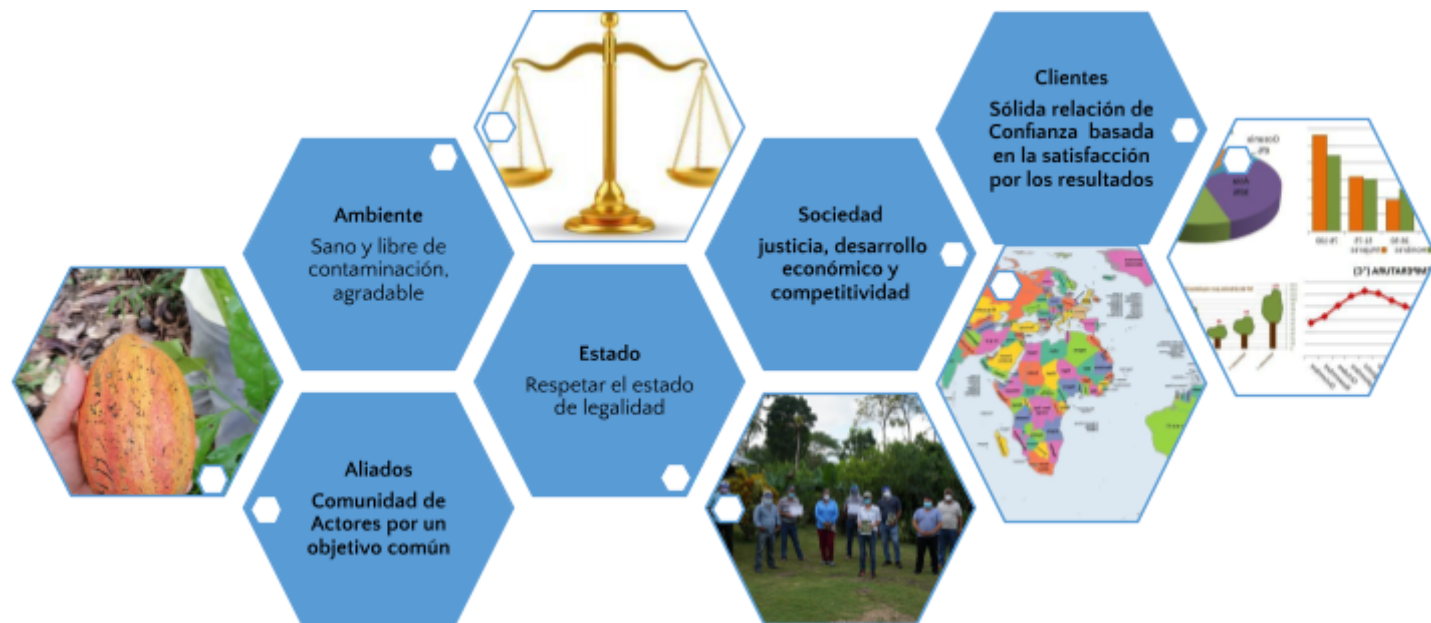 Ambiente
Sano y libre de
contaminación,
agradable
Aliados
Comunidad de
Actores por un
objetivo común
Estado
Respetar el estado
de legalidad
Sociedad
justicia, desarrollo
económico y
competitividad
Clientes
Sólida relación de
Confianza basada
en la satisfacción
por los resultados